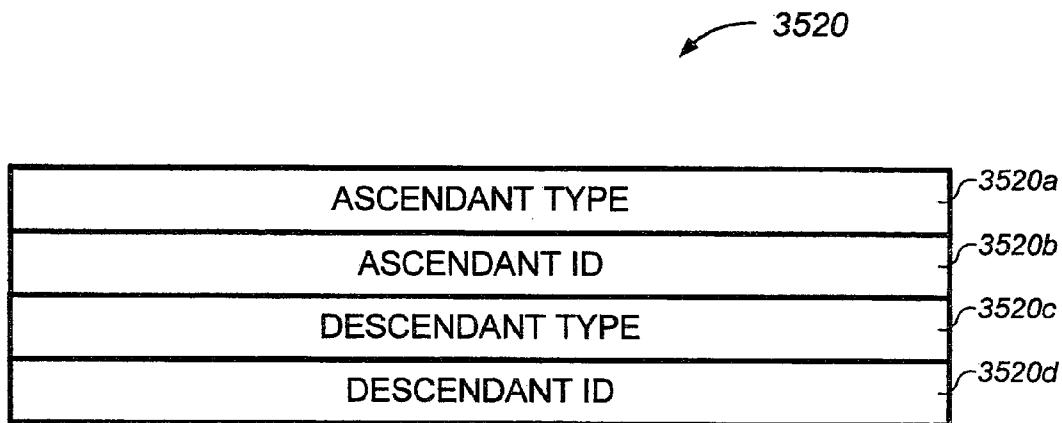 3520
ASCENDANT TYPE 3520a
ASCENDANT ID 3520b
DESCENDANT TYPE 3520c
DESCENDANT ID 3520d